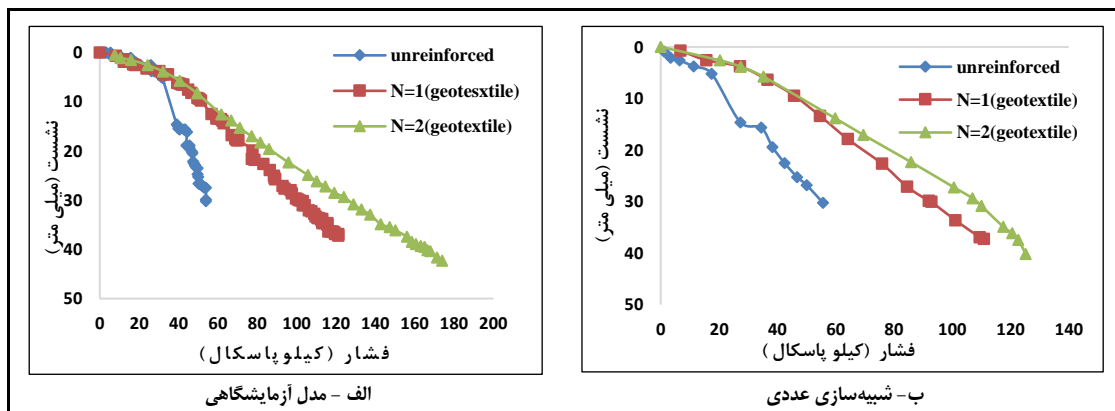 0
10
20
30
40
50
نشست (میلی متر)
unreinforced
N=1(geotesxtile)
N=2(geotextile)
0 20 40 60 80 100 120 140 160 180 200
فشار (کیلوپاسکال)
الف - مدل آزمایشگاهی
0
10
20
30
40
50
نشست (میلی متر)
unreinforced
N=1(geotextile)
N=2(geotextile)
0 20 40 60 80 100 120 140
فشار (کیلو پاسکال)
ب- شبیه‌سازی عددی